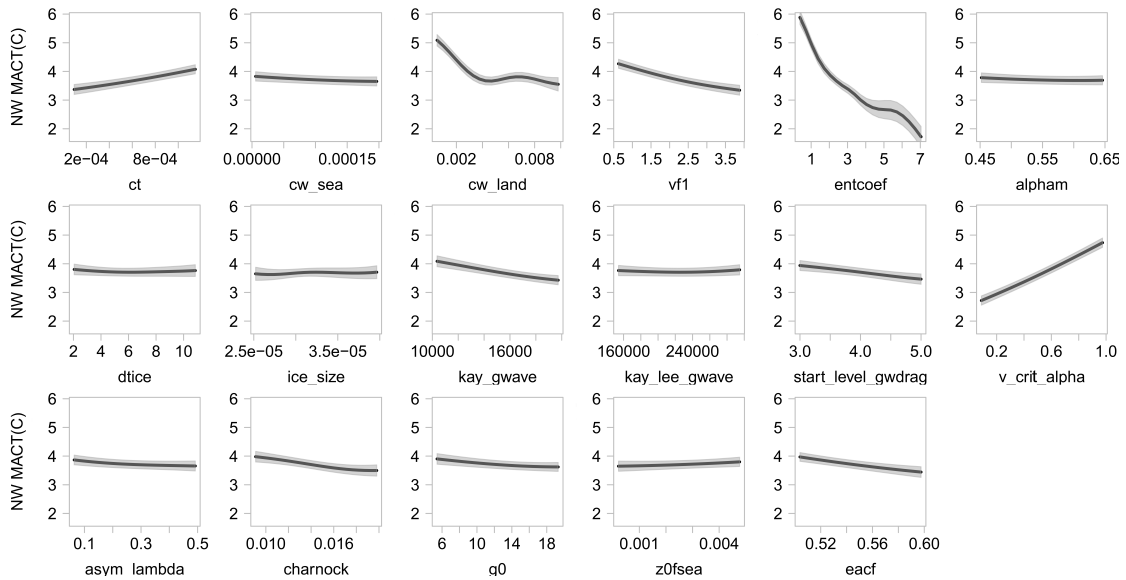 NW MACT(C)
6 6 6 6 6 6
5 5 5 5 5 5
4 4 4 4 4 4
3 3 3 3 3 3
2 2 2 2 2 2
2e−04 8e−04 0.00000 0.00015 0.002 0.008 0.5 1.5 2.5 3.5 1 3 5 7 0.45 0.55 0.65
ct cw_sea cw_land vf1 entcoef alpham
NW MACT(C)
6 6 6 6 6 6
5 5 5 5 5 5
4 4 4 4 4 4
3 3 3 3 3 3
2 2 2 2 2 2
2 4 6 8 10 2.5e−05 3.5e−05 10000 16000 160000 240000 3.0 4.0 5.0 0.2 0.6 1.0
dtice ice_size kay_gwave kay_lee_gwave start_level_gwdrag v_crit_alpha
NW MACT(C)
6 6 6 6 6
5 5 5 5 5
4 4 4 4 4
3 3 3 3 3
2 2 2 2 2
0.1 0.3 0.5 0.010 0.016 6 10 14 18 0.001 0.004 0.52 0.56 0.60
asym_lambda charnock g0 z0fsea eacf